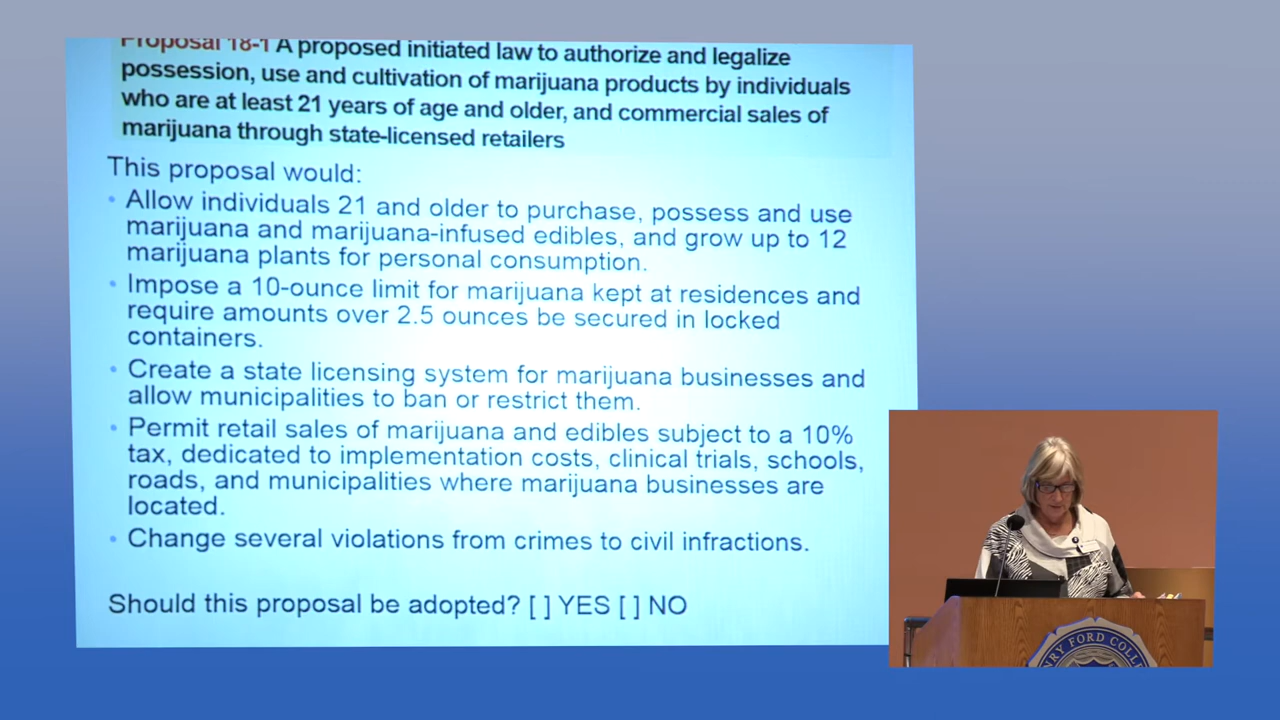 Proposal 18-1 A proposed initiated law to authorize and legalize
possession, use and cultivation of marijuana products by individuals
who are at least 21 years of age and older, and commercial sales of
marijuana through state-licensed retailers
This proposal would:
• Allow individuals 21 and older to purchase, possess and use
marijuana and marijuana-infused edibles, and grow up to 12
marijuana plants for personal consumption.
• Impose a 10-ounce limit for marijuana kept at residences and
require amounts over 2.5 ounces be secured in locked
containers.
• Create a state licensing system for marijuana businesses and
allow municipalities to ban or restrict them.
• Permit retail sales of marijuana and edibles subject to a 10%
tax, dedicated to implementation costs, clinical trials, schools,
roads, and municipalities where marijuana businesses are
located.
• Change several violations from crimes to civil infractions.
Should this proposal be adopted? [ ] YES [ ] NO
NRY FORD COLL